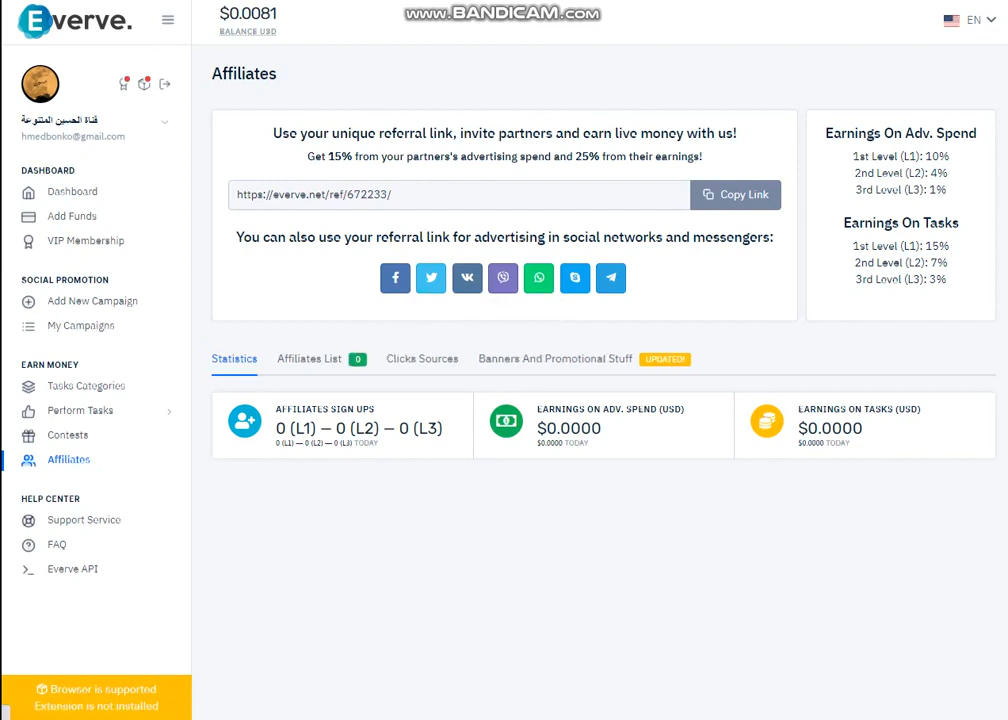 Everve.
$0.0081
BALANCE USD
www.BANDICAM.com
EN
قناة الحسين المتنوعة
hmedbonko@gmail.com
DASHBOARD
Dashboard
Add Funds
VIP Membership
SOCIAL PROMOTION
Add New Campaign
My Campaigns
EARN MONEY
Tasks Categories
Perform Tasks
Contests
Affiliates
HELP CENTER
Support Service
FAQ
Everve API
Browser is supported
Extension is not installed
Affiliates
Use your unique referral link, invite partners and earn live money with us!
Get 15% from your partners's advertising spend and 25% from their earnings!
https://everve.net/ref/672233/
Copy Link
You can also use your referral link for advertising in social networks and messengers:
Earnings On Adv. Spend
1st Level (L1): 10%
2nd Level (L2): 4%
3rd Level (L3): 1%
Earnings On Tasks
1st Level (L1): 15%
2nd Level (L2): 7%
3rd Level (L3): 3%
Statistics Affiliates List 0 Clicks Sources Banners And Promotional Stuff UPDATED!
AFFILIATES SIGN UPS
0 (L1) — 0 (L2) — 0 (L3)
0 (L1) — 0 (L2) — 0 (L3) TODAY
EARNINGS ON ADV. SPEND (USD)
$0.0000
$0.0000 TODAY
EARNINGS ON TASKS (USD)
$0.0000
$0.0000 TODAY